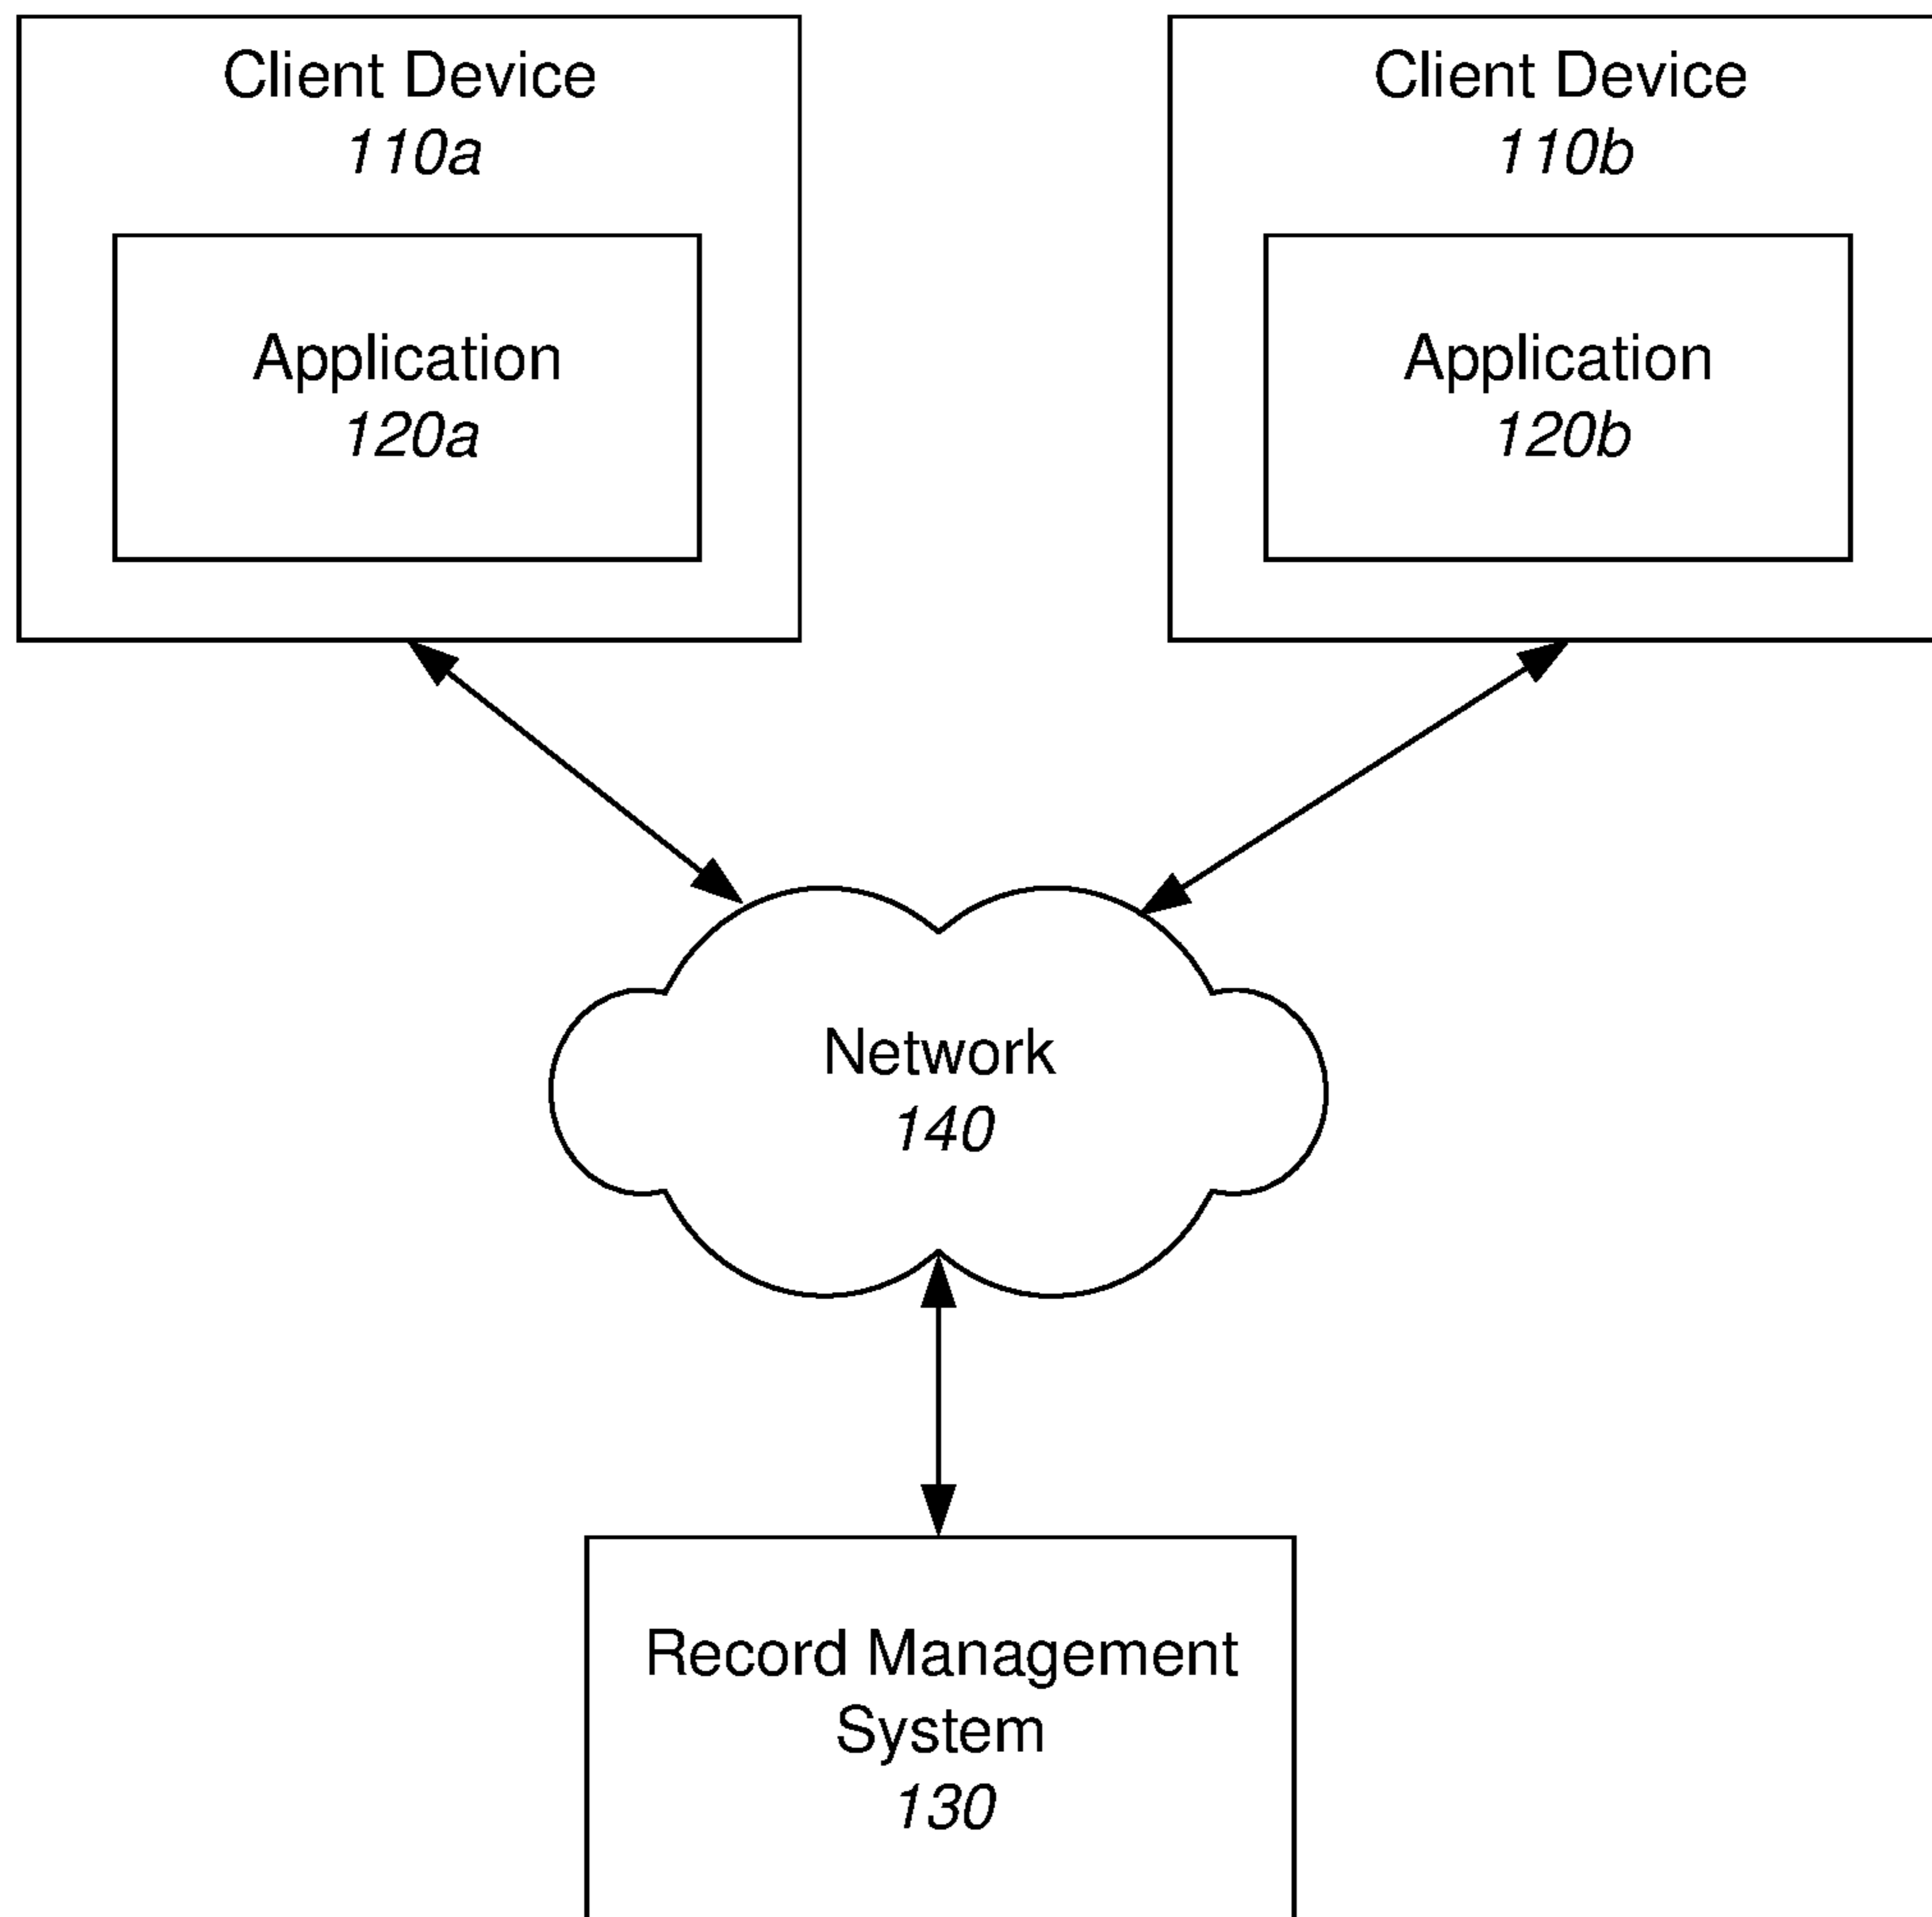 Client Device
110a
Application
120a
Client Device
110b
Application
120b
Network
140
Record Management
System
130